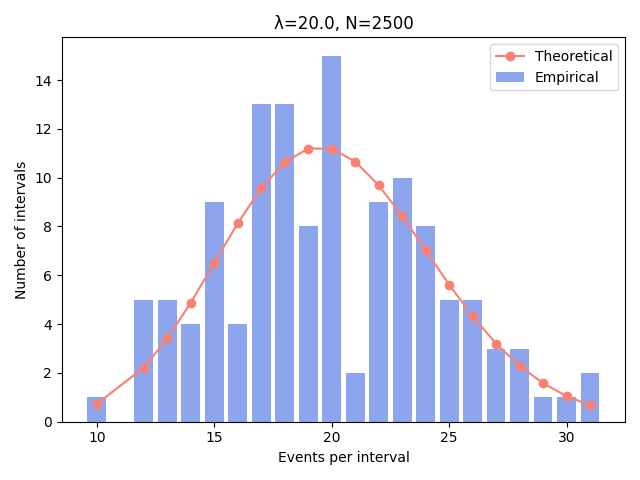 λ=20.0, N=2500
Theoretical
Empirical
Number of intervals
14
12
10
8
6
4
2
0
10 15 20 25 30
Events per interval